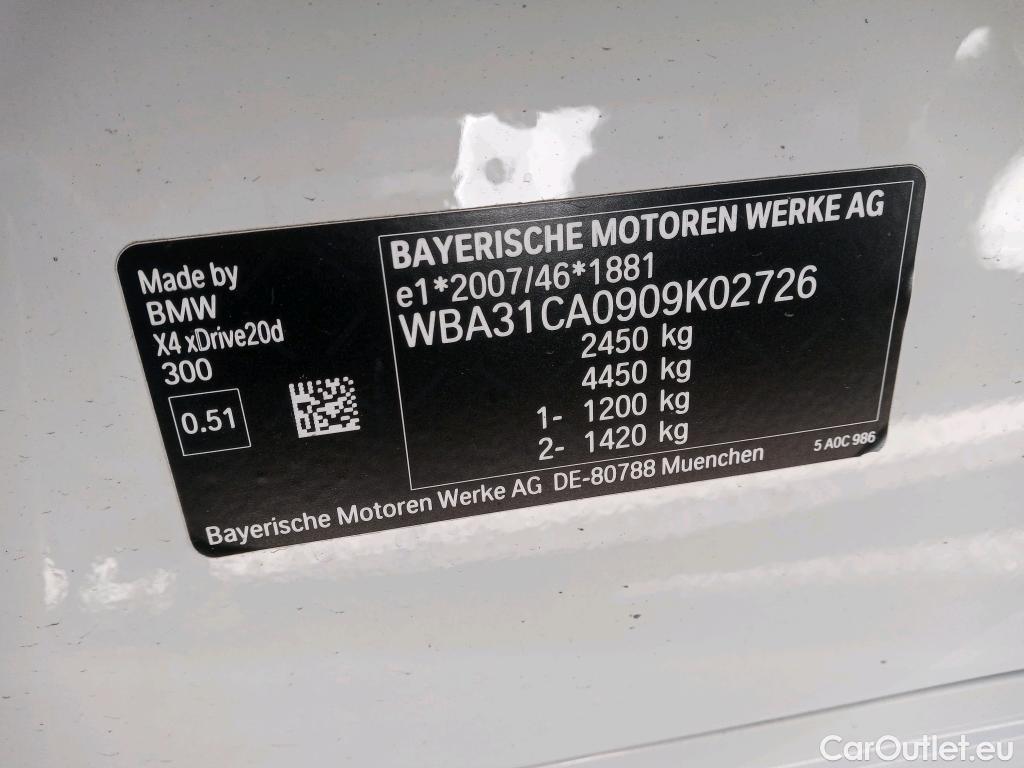 Made by
BMW
X4 xDrive20d
300
0.51
BAYERISCHE MOTOREN WERKE AG
e1*2007/46*1881
WBA31CA0909K02726
2450 kg
4450 kg
1- 1200 kg
2- 1420 kg
5 A0C 986
Bayerische Motoren Werke AG DE-80788 Muenchen
CarOutlet.eu